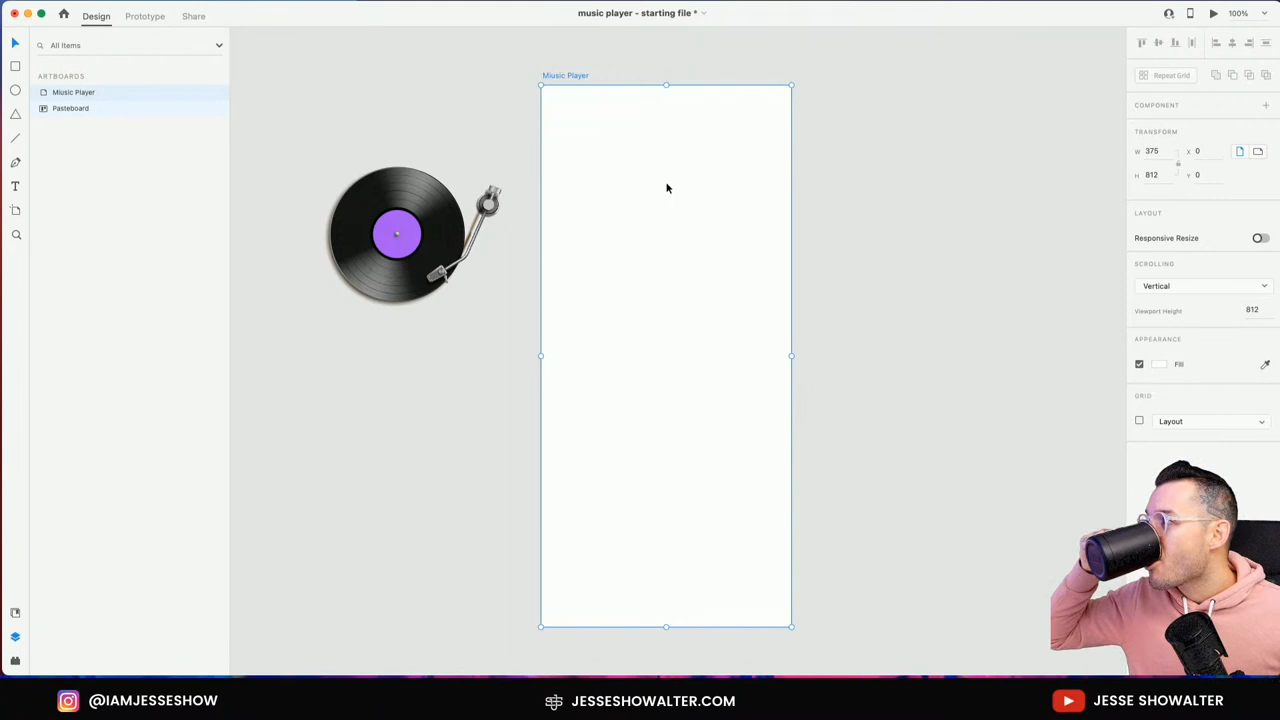 Design
Prototype
Share
music player - starting file *
100%
All Items
ARTBOARDS
Miusic Player
Pasteboard
Miusic Player
Repeat Grid
COMPONENT
TRANSFORM
W 375 X 0
H 812 Y 0
LAYOUT
Responsive Resize
SCROLLING
Vertical
Viewport Height 812
APPEARANCE
Fill
GRID
Layout
@IAMJESSESHOW
JESSESHOWALTER.COM
JESSE SHOWALTER